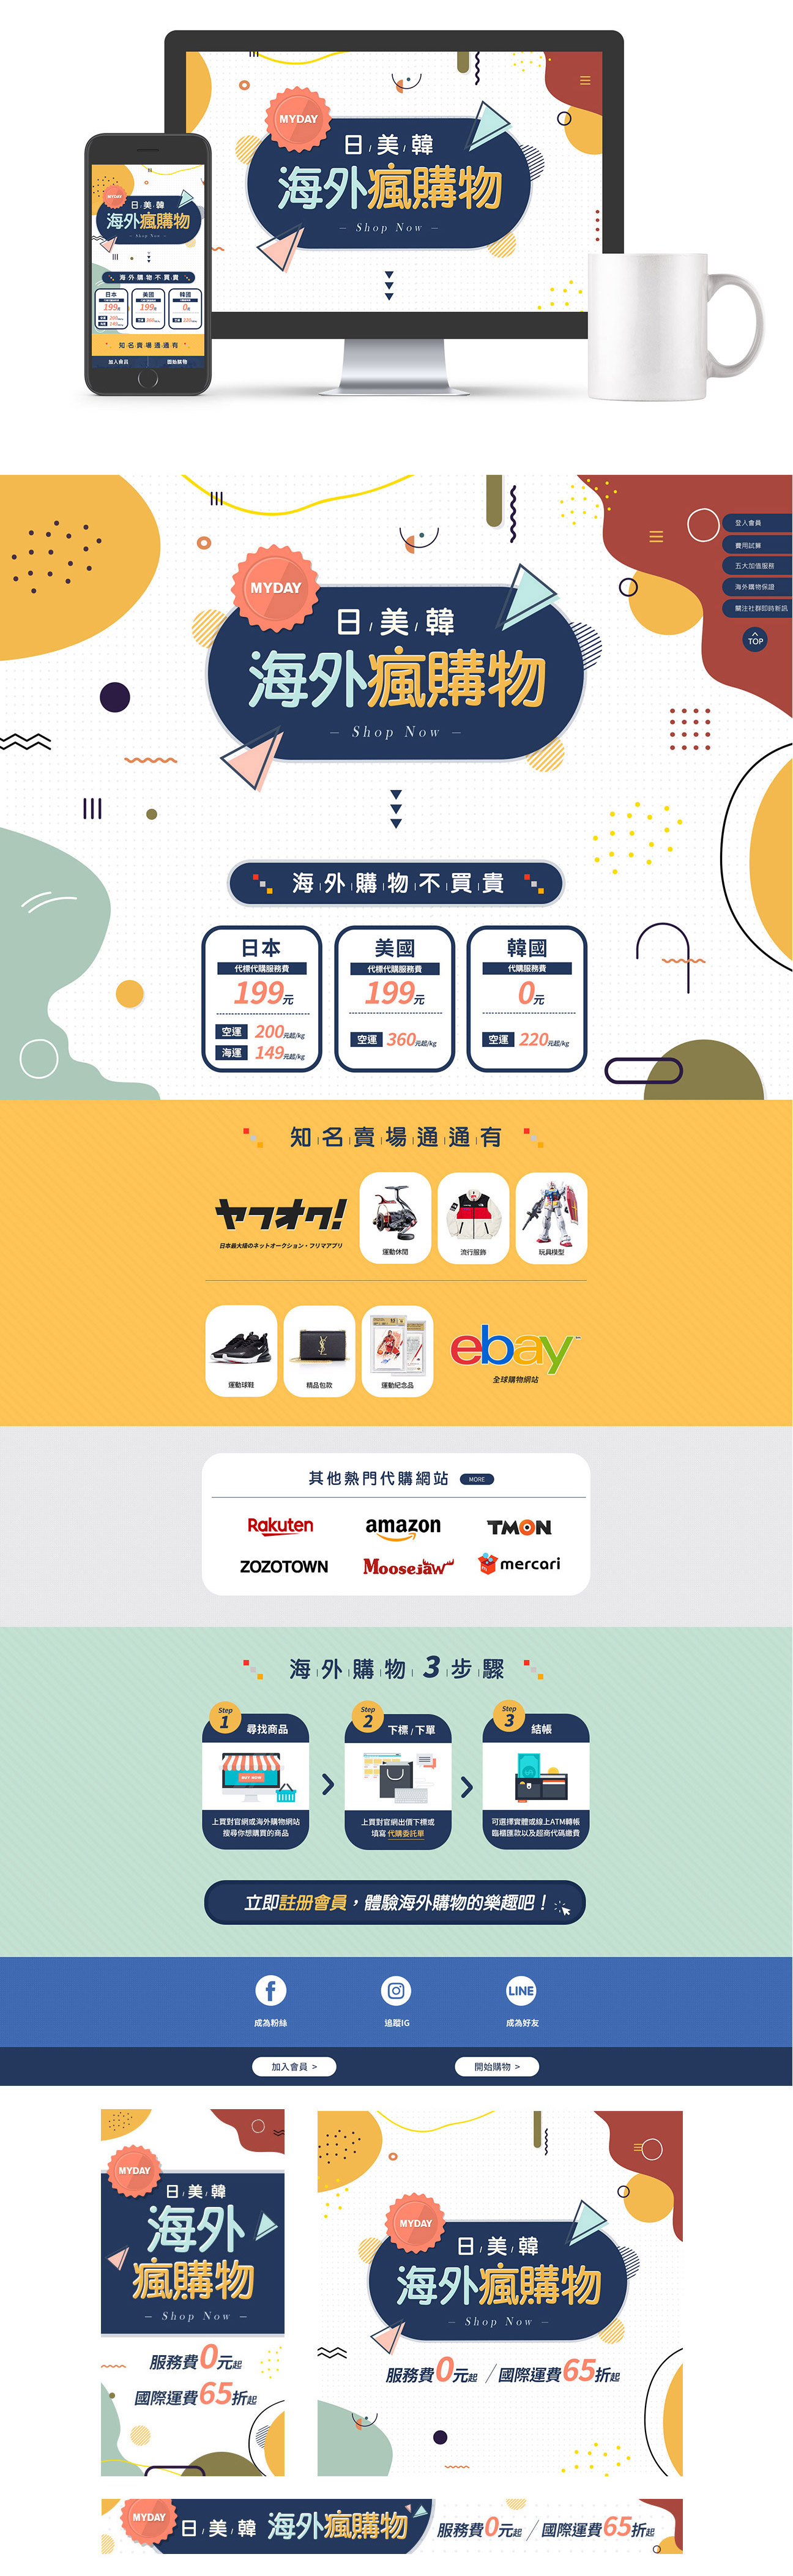 MYDAY
日/美/韓
海外瘋購物
– Shop Now –
MYDAY
日/美/韓
海外瘋購物
– Shop Now –
海外購物不買貴
日本
美國
韓國
199元
199元
0元
知名賣場通通有
加入會員
開始購物
登入會員
費用試算
五大加值服務
海外購物保證
關注社群即時新訊
TOP
MYDAY
日/美/韓
海外瘋購物
– Shop Now –
海外購物不買貴
日本
代標代購服務費
199元
空運 200元起/kg
海運 149元起/kg
美國
代標代購服務費
199元
空運 360元起/kg
韓國
代購服務費
0元
空運 220元起/kg
知名賣場通通有
ヤフオク!
日本最大級のネットオークション・フリマアプリ
運動休閒
流行服飾
玩具模型
運動球鞋
精品包款
運動紀念品
ebay
全球購物網站
其他熱門代購網站 MORE
Rakuten
amazon
TMON
ZOZOTOWN
Moosejaw
mercari
海外購物3步驟
Step 1
尋找商品
BUY NOW
上買對官網或海外購物網站
搜尋你想購買的商品
Step 2
下標/下單
上買對官網出價下標或
填寫代購委託單
Step 3
結帳
可選擇實體或線上ATM轉帳
臨櫃匯款以及超商代碼繳費
立即註册會員，體驗海外購物的樂趣吧！
成為粉絲
追蹤IG
LINE
成為好友
加入會員 >
開始購物 >
MYDAY
日/美/韓
海外
瘋購物
– Shop Now –
服務費0元起
國際運費65折起
MYDAY
日/美/韓
海外瘋購物
– Shop Now –
服務費0元起/國際運費65折起
MYDAY
日/美/韓 海外瘋購物
服務費0元起/國際運費65折起